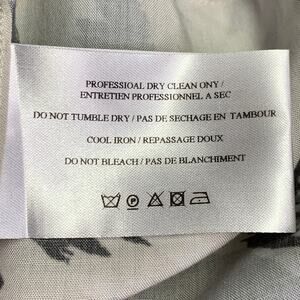 PROFESSIOAL DRY CLEAN ONY /
ENTRETIEN PROFESSIONNEL A SEC
DO NOT TUMBLE DRY / PAS DE SECHAGE EN TAMBOUR
COOL IRON / REPASSAGE DOUX
DO NOT BLEACH / PAS DE BLANCHIMENT
P